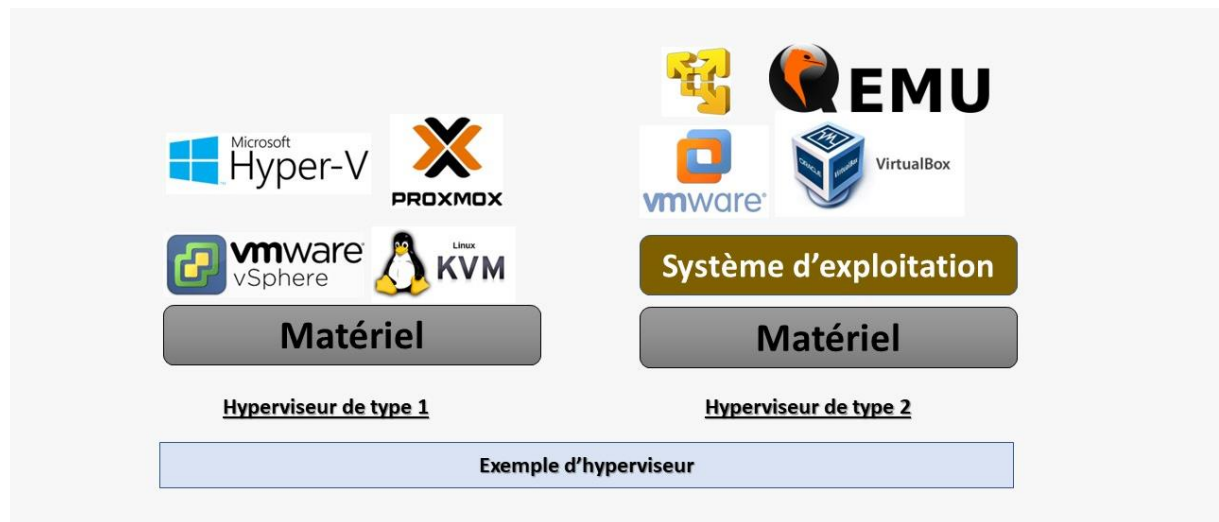 Microsoft
Hyper-V
PROXMOX
vmware
vSphere
Linux
KVM
Matériel
Hyperviseur de type 1
QEMU
vmware
VirtualBox
Système d'exploitation
Matériel
Hyperviseur de type 2
Exemple d'hyperviseur